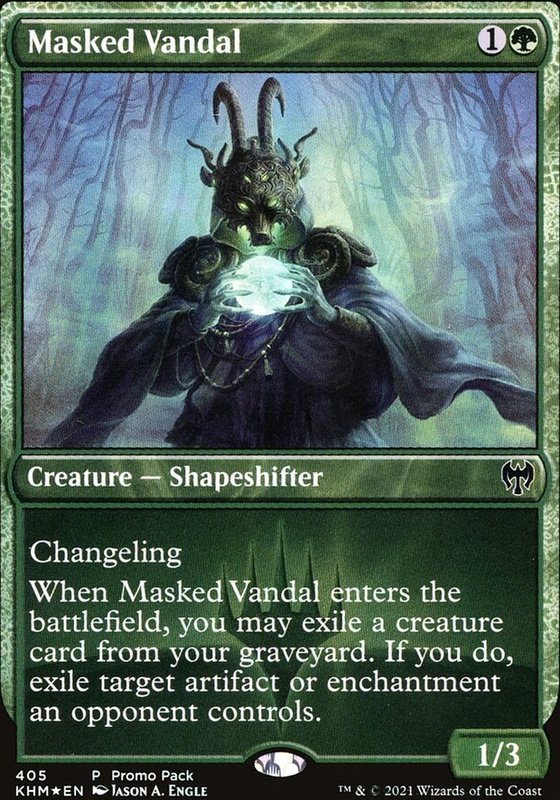 Masked Vandal 1
Creature — Shapeshifter
Changeling
When Masked Vandal enters the
battlefield, you may exile a creature
card from your graveyard. If you do,
exile target artifact or enchantment
an opponent controls.
1/3
405 P Promo Pack
KHM★EN Jason A. Engle
™ & © 2021 Wizards of the Coast